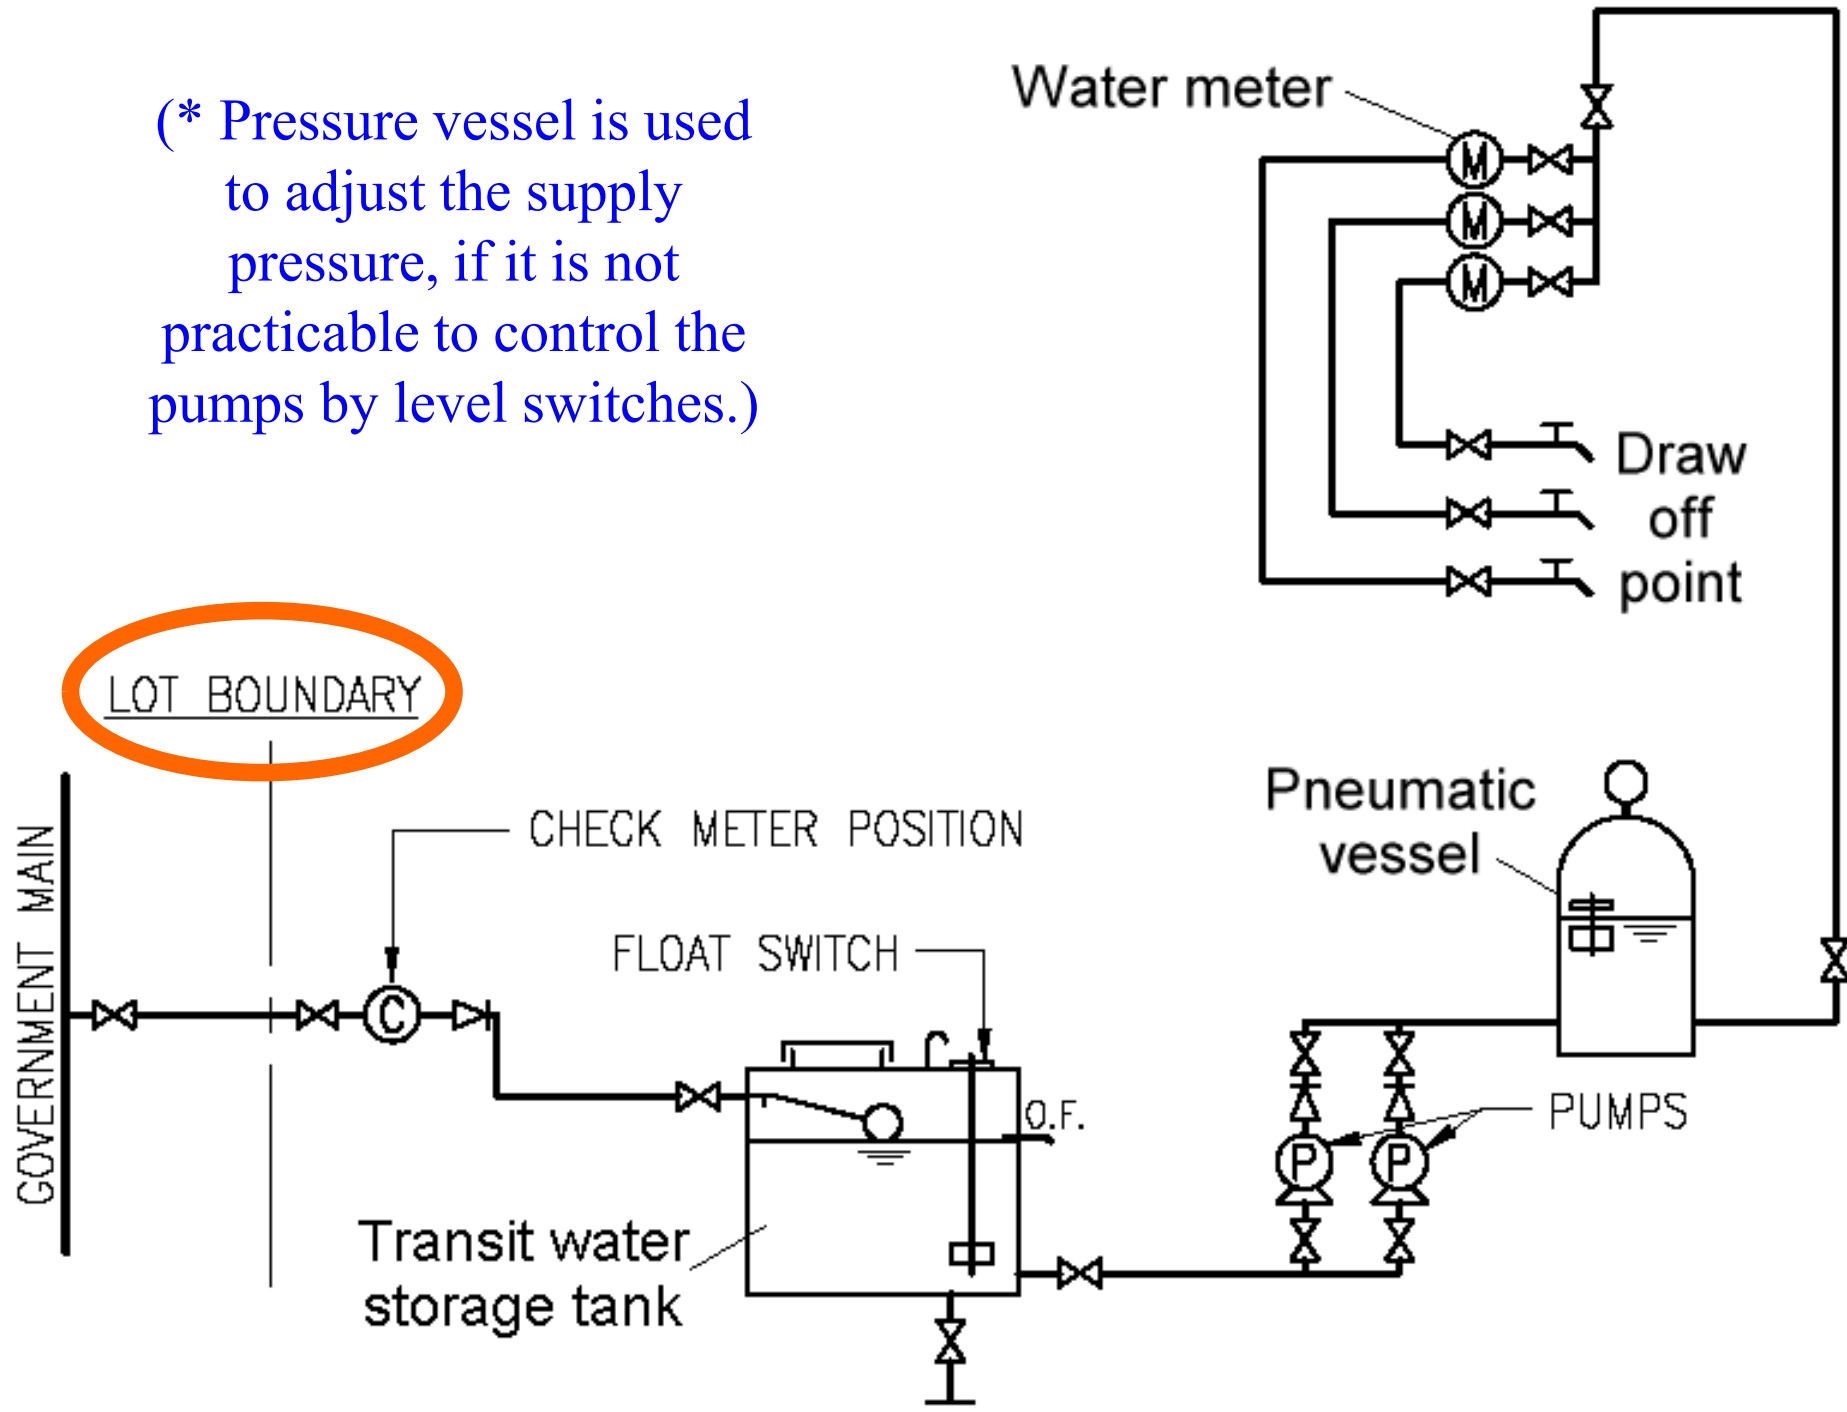 (* Pressure vessel is used
to adjust the supply
pressure, if it is not
practicable to control the
pumps by level switches.)
Water meter
M
M
M
Draw
off
point
LOT BOUNDARY
GOVERNMENT MAIN
CHECK METER POSITION
C
FLOAT SWITCH
O.F.
Transit water
storage tank
Pneumatic
vessel
PUMPS
P
P